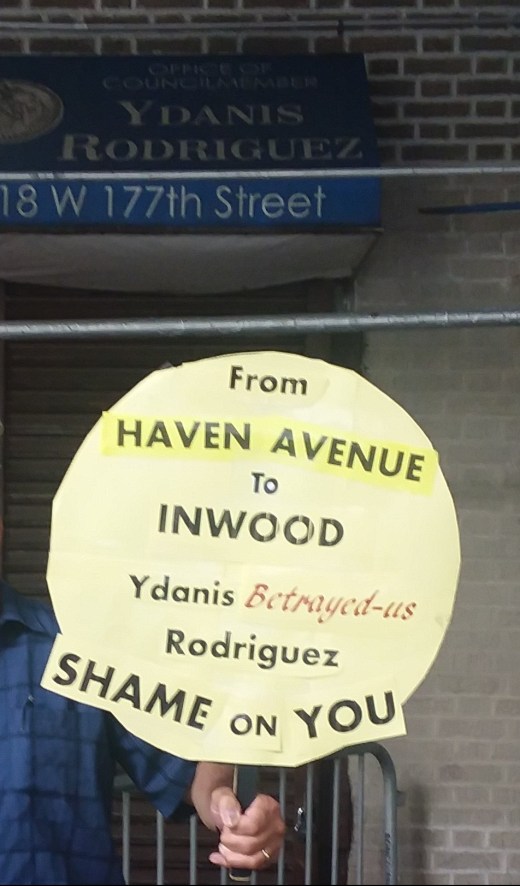 OFFICE OF
COUNCILMEMBER
YDANIS
RODRIGUEZ
18 W 177th Street
From
HAVEN AVENUE
To
INWOOD
Ydanis Betrayed-us
Rodriguez
SHAME ON YOU